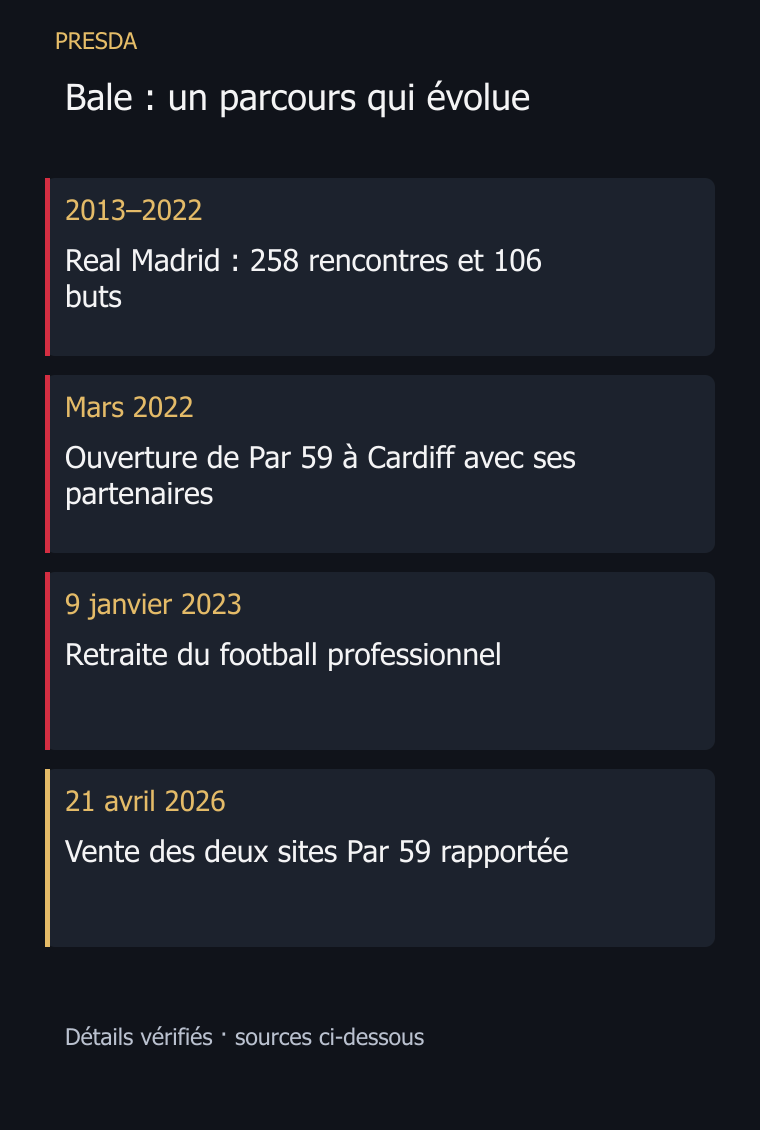 PRESDA
Bale : un parcours qui évolue
2013–2022
Real Madrid : 258 rencontres et 106
buts
Mars 2022
Ouverture de Par 59 à Cardiff avec ses
partenaires
9 janvier 2023
Retraite du football professionnel
21 avril 2026
Vente des deux sites Par 59 rapportée
Détails vérifiés · sources ci-dessous